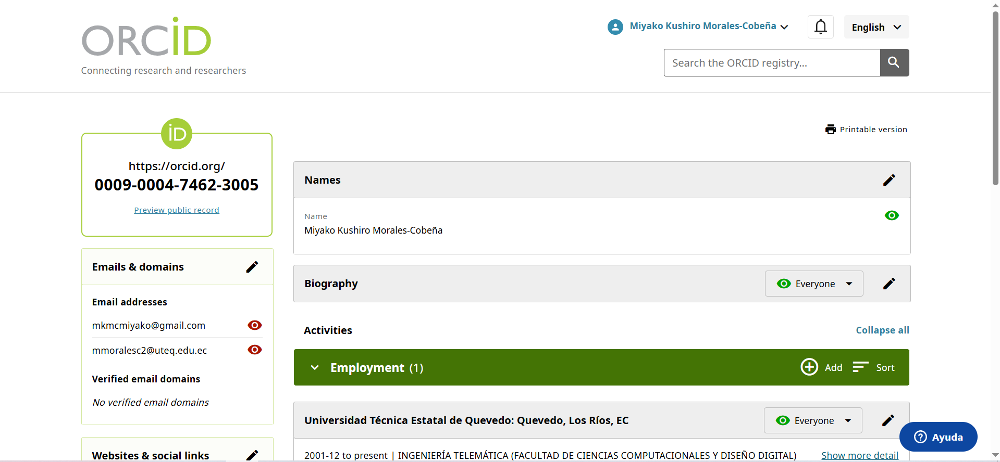 ORCiD
Connecting research and researchers
Miyako Kushiro Morales-Cobeña
English
Search the ORCID registry...
Printable version
iD
https://orcid.org/
0009-0004-7462-3005
Preview public record
Names
Name
Miyako Kushiro Morales-Cobeña
Emails & domains
Email addresses
mkmcmiyako@gmail.com
mmoralesc2@uteq.edu.ec
Verified email domains
No verified email domains
Websites & social links
Biography
Everyone
Activities
Collapse all
Employment (1)
Add
Sort
Universidad Técnica Estatal de Quevedo: Quevedo, Los Ríos, EC
Everyone
2001-12 to present | INGENIERÍA TELEMÁTICA (FACULTAD DE CIENCIAS COMPUTACIONALES Y DISEÑO DIGITAL)
Show more detail
Ayuda